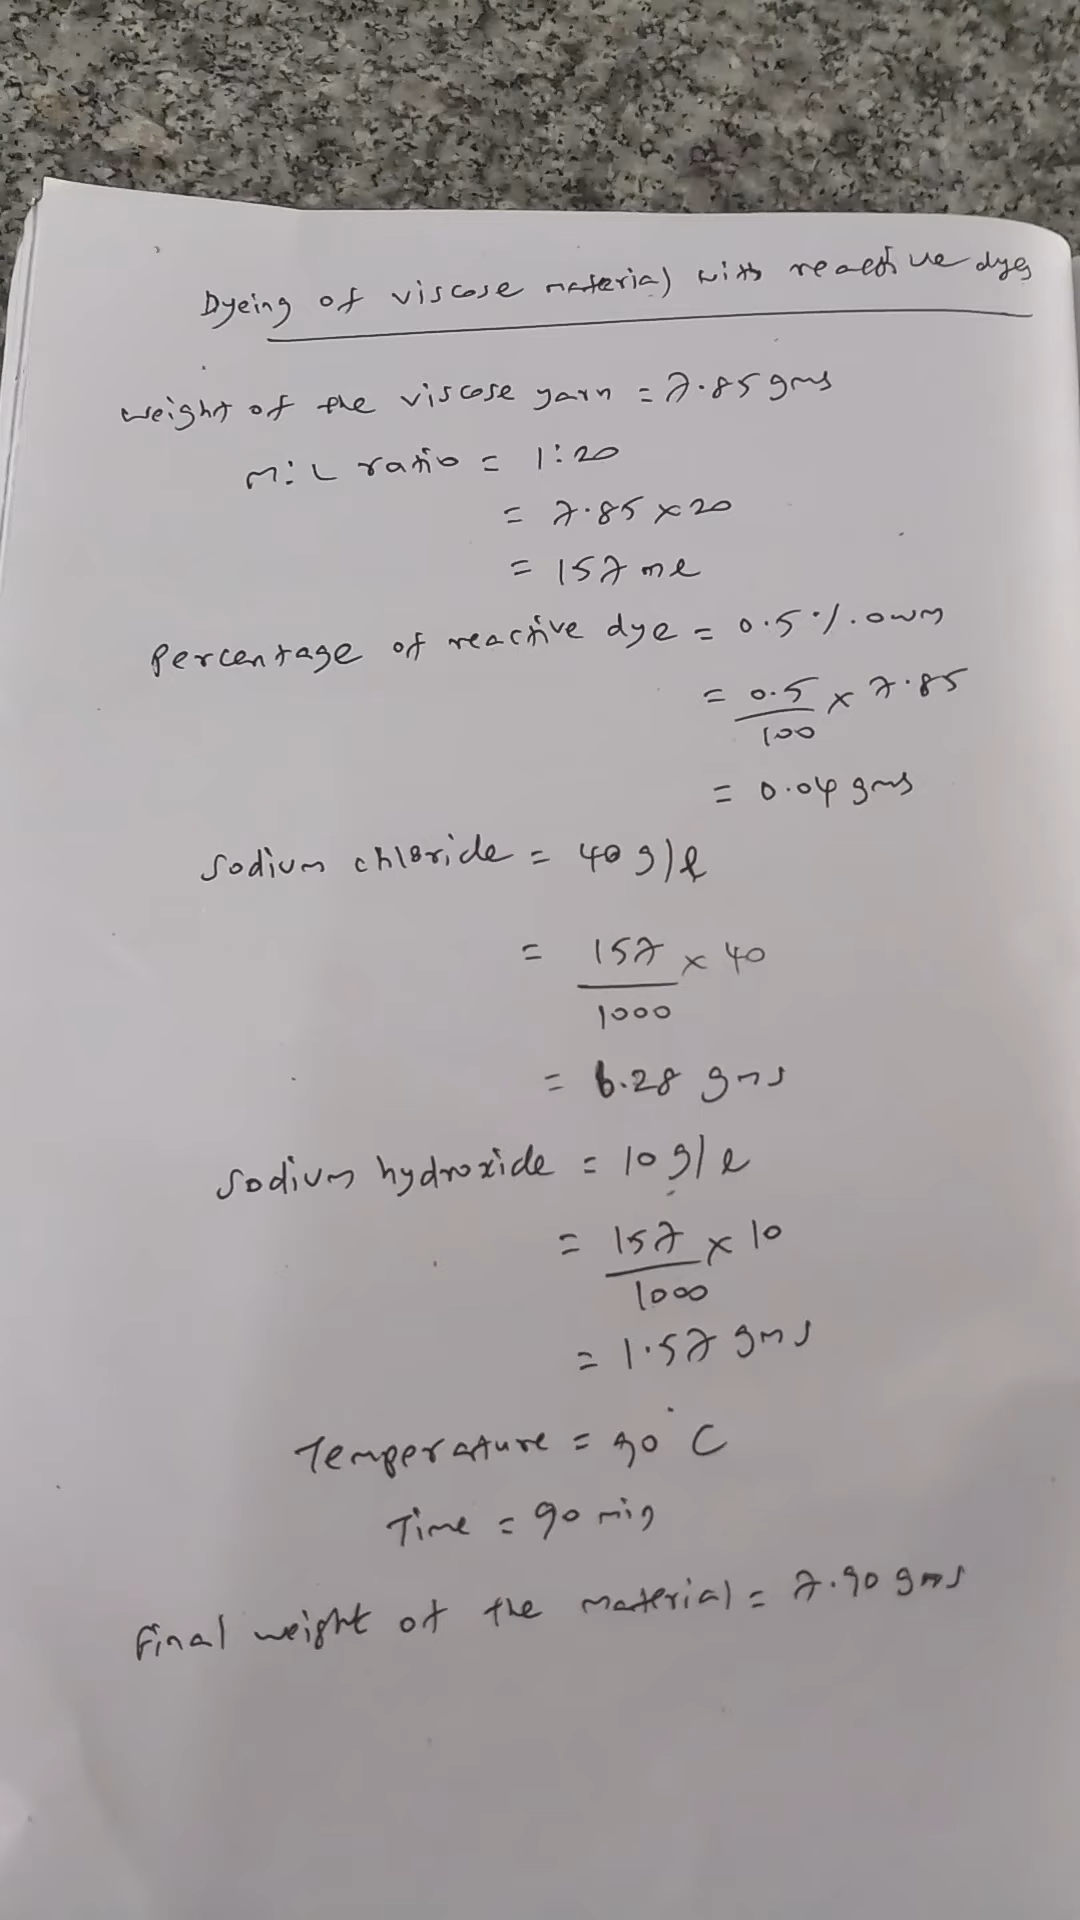 Dyeing of viscose material with reactive dyes
weight of the viscose yarn = 7.85 gms
M:L ratio = 1:20
= 7.85 x 20
= 157 ml
Percentage of reactive dye = 0.5%. owm
= 0.5/100 x 7.85
= 0.04 gms
Sodium chloride = 40 g/l
= 157/1000 x 40
= 6.28 gms
Sodium hydroxide = 10 g/l
= 157/1000 x 10
= 1.57 gms
Temperature = 90°C
Time = 90 min
Final weight of the material = 7.90 gms